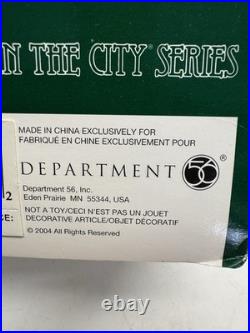 N THE CITY SERIES
MADE IN CHINA EXCLUSIVELY FOR
FABRIQUÉ EN CHINE EXCLUSIVEMENT POUR
DEPARTMENT 56
Department 56, Inc.
Eden Prairie MN 55344, USA
2
NOT A TOY/CECI N'EST PAS UN JOUET
CE:
DECORATIVE ARTICLE/OBJET DÉCORATIF
© 2004 All Rights Reserved